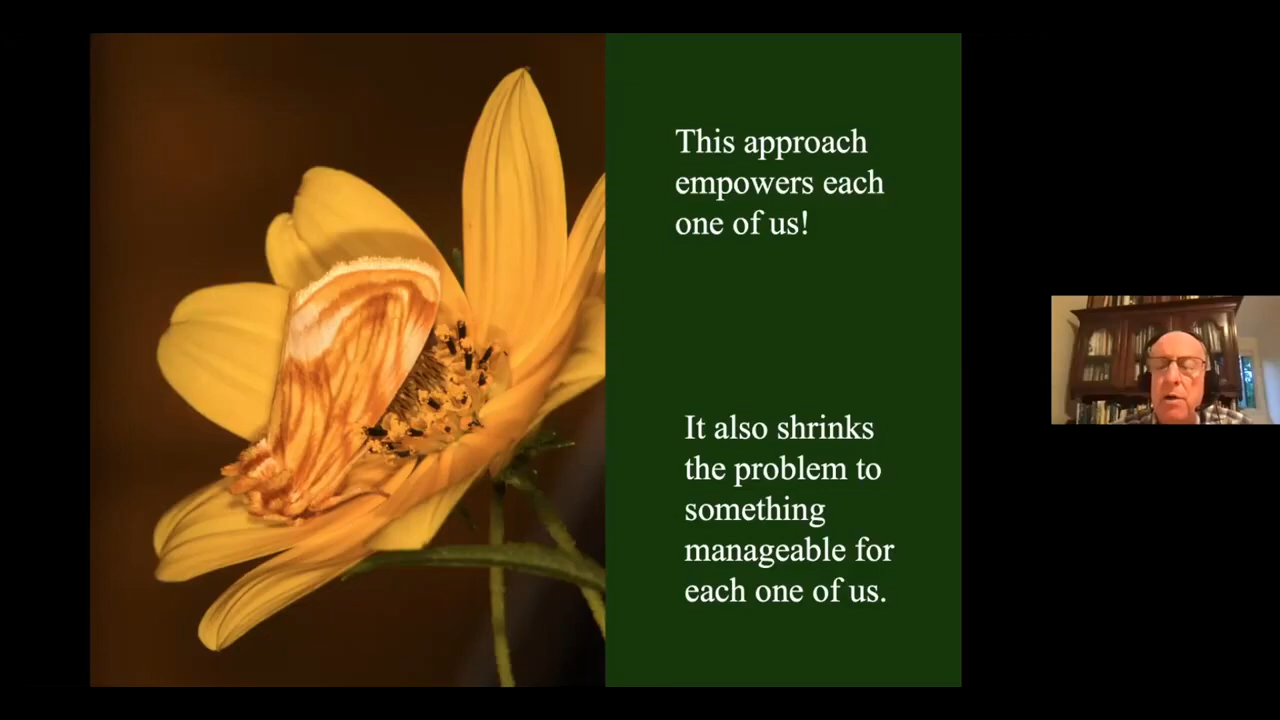 This approach
empowers each
one of us!
It also shrinks
the problem to
something
manageable for
each one of us.